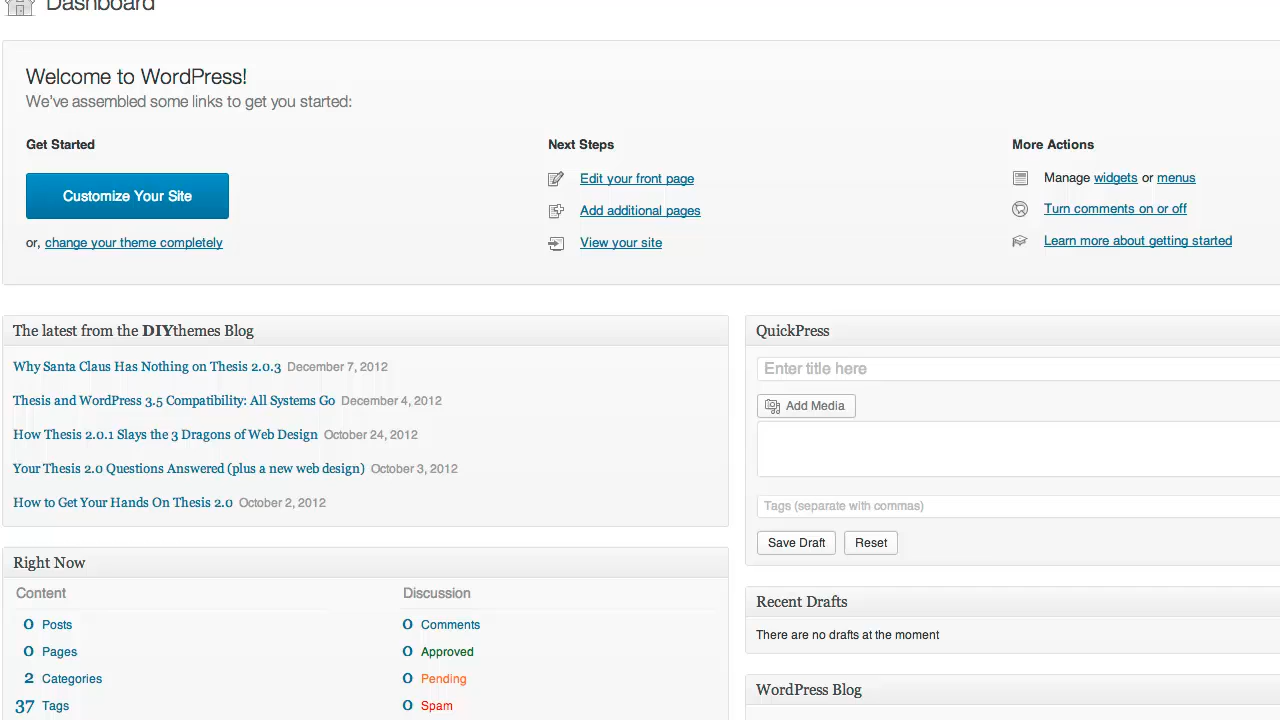 Dashboard
Welcome to WordPress!
We've assembled some links to get you started:
Get Started
Customize Your Site
or, change your theme completely
Next Steps
Edit your front page
Add additional pages
View your site
More Actions
Manage widgets or menus
Turn comments on or off
Learn more about getting started
The latest from the DIYthemes Blog
Why Santa Claus Has Nothing on Thesis 2.0.3 December 7, 2012
Thesis and WordPress 3.5 Compatibility: All Systems Go December 4, 2012
How Thesis 2.0.1 Slays the 3 Dragons of Web Design October 24, 2012
Your Thesis 2.0 Questions Answered (plus a new web design) October 3, 2012
How to Get Your Hands On Thesis 2.0 October 2, 2012
Right Now
Content
0 Posts
0 Pages
2 Categories
37 Tags
Discussion
0 Comments
0 Approved
0 Pending
0 Spam
QuickPress
Enter title here
Add Media
Tags (separate with commas)
Save Draft
Reset
Recent Drafts
There are no drafts at the moment
WordPress Blog